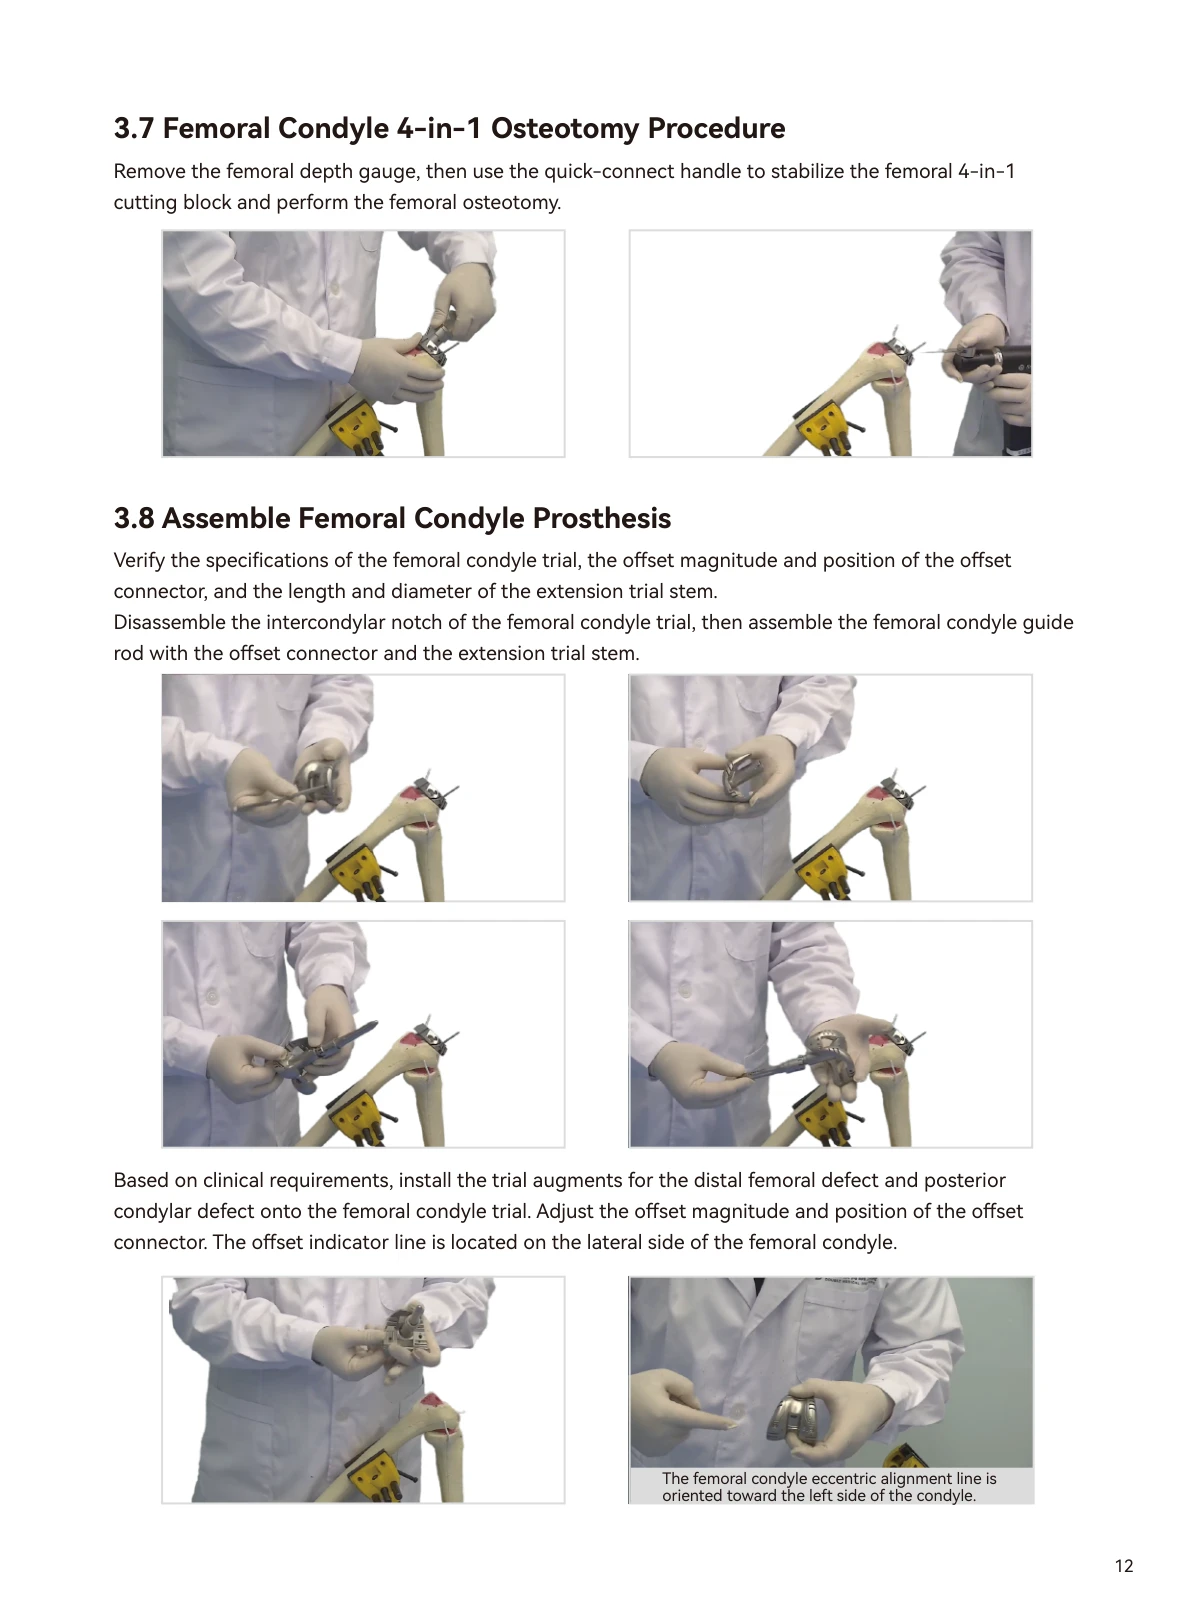 3.7 Femoral Condyle 4-in-1 Osteotomy Procedure
Remove the femoral depth gauge, then use the quick-connect handle to stabilize the femoral 4-in-1
cutting block and perform the femoral osteotomy.
3.8 Assemble Femoral Condyle Prosthesis
Verify the specifications of the femoral condyle trial, the offset magnitude and position of the offset
connector, and the length and diameter of the extension trial stem.
Disassemble the intercondylar notch of the femoral condyle trial, then assemble the femoral condyle guide
rod with the offset connector and the extension trial stem.
Based on clinical requirements, install the trial augments for the distal femoral defect and posterior
condylar defect onto the femoral condyle trial. Adjust the offset magnitude and position of the offset
connector. The offset indicator line is located on the lateral side of the femoral condyle.
The femoral condyle eccentric alignment line is
oriented toward the left side of the condyle.
12